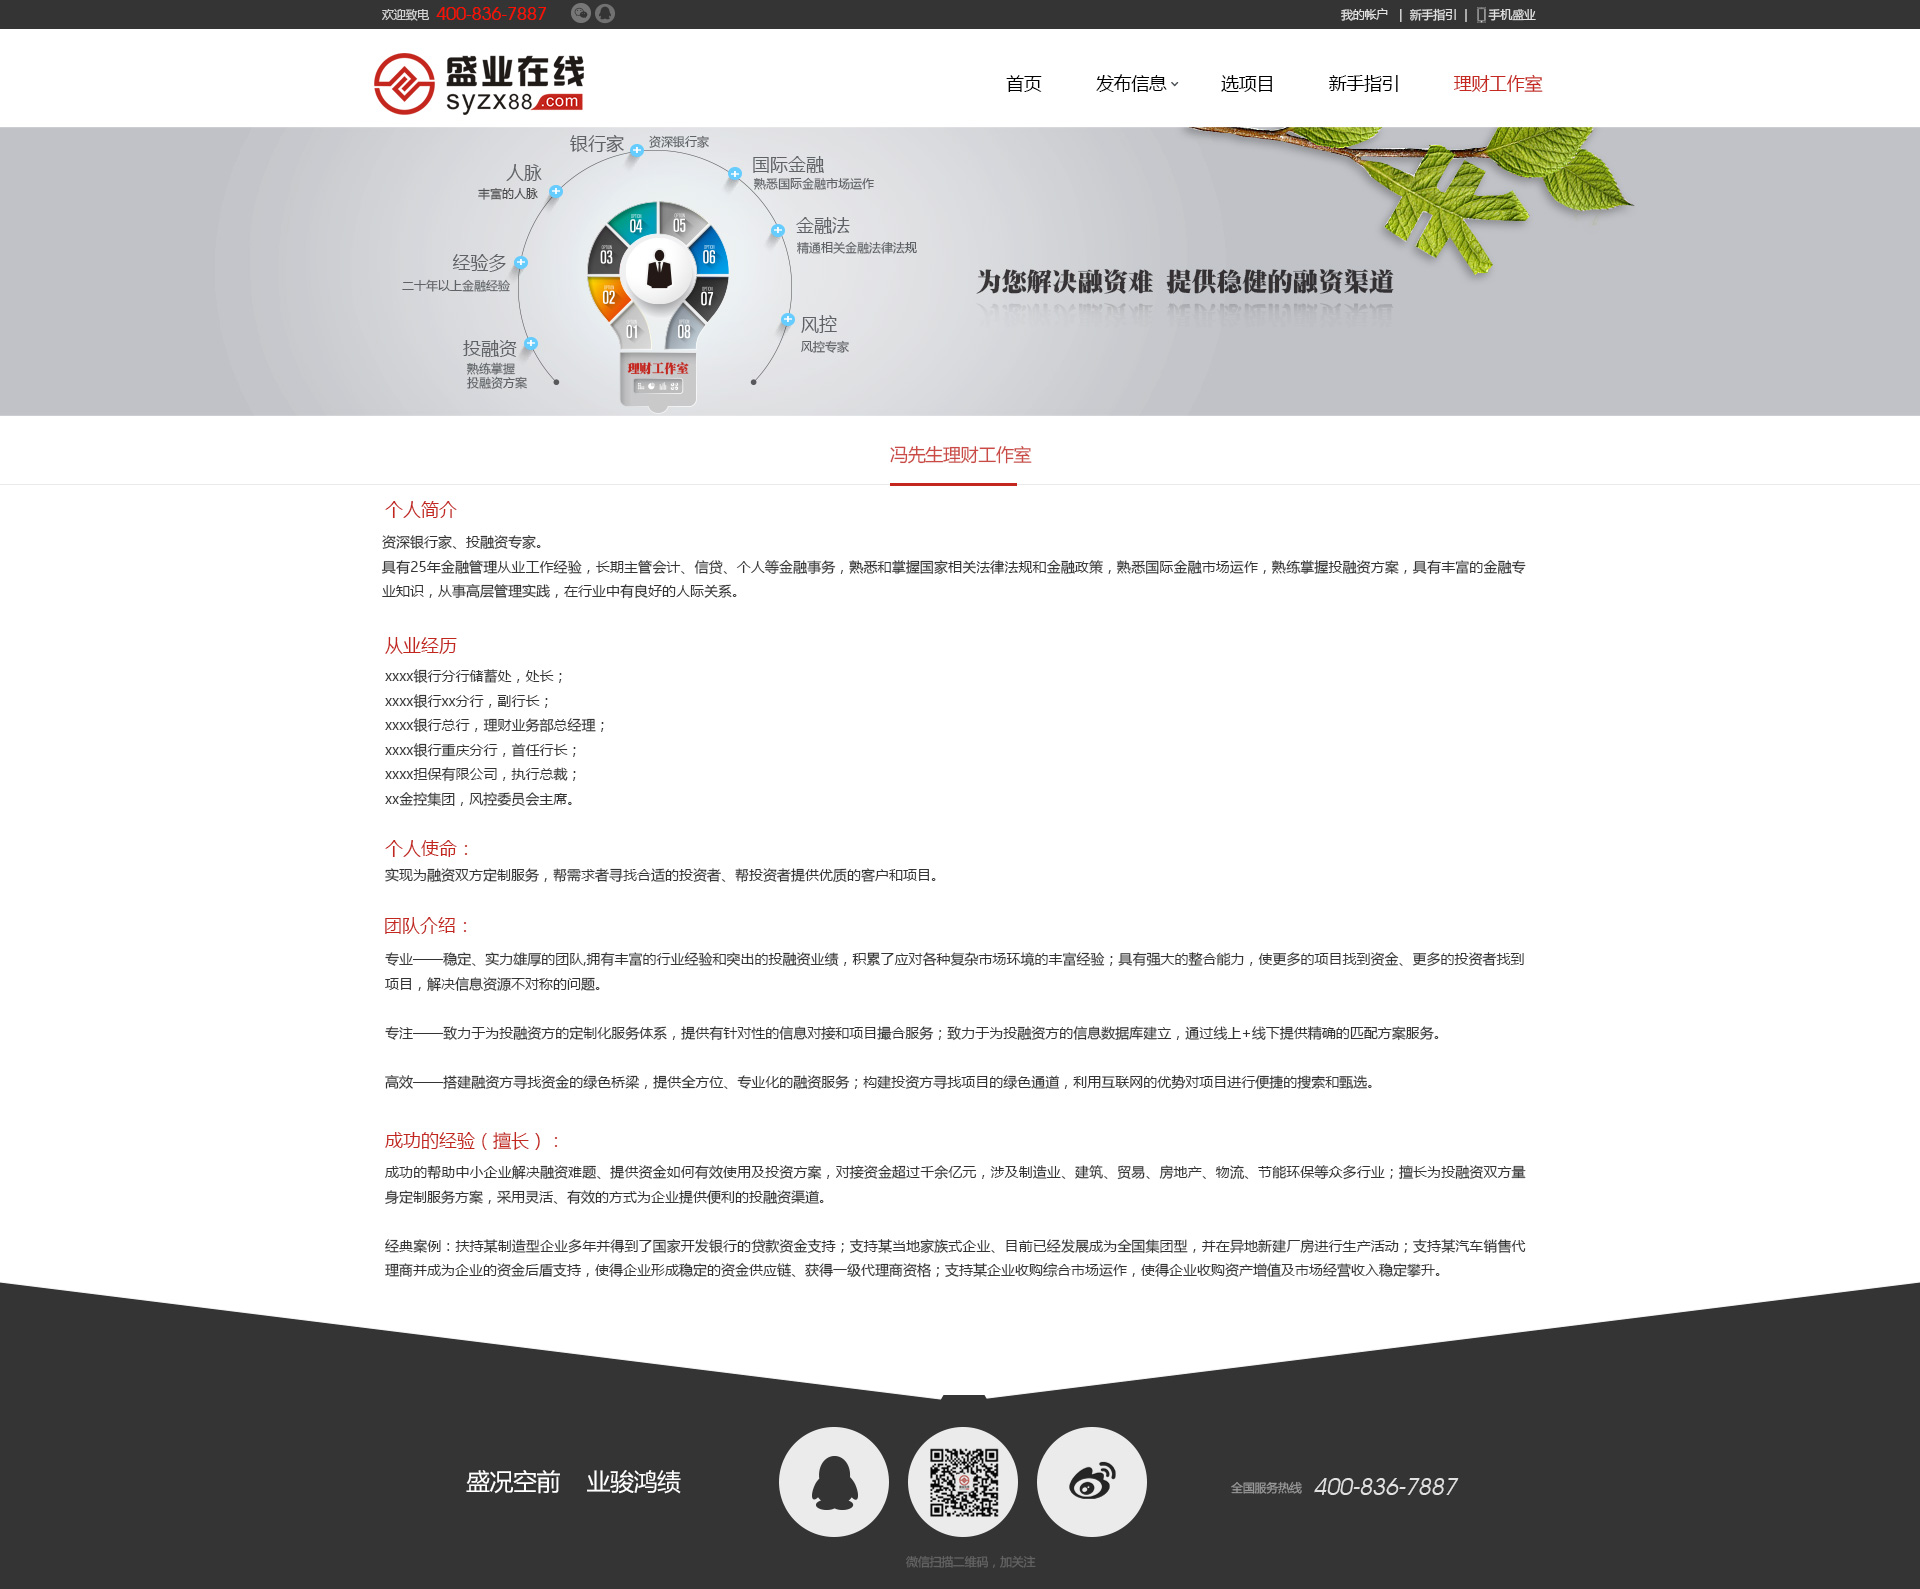 欢迎致电 400-836-7887
我的帐户 | 新手指引 | 手机盛业
盛业在线
syzx88.com
首页 发布信息 选项目 新手指引 理财工作室
银行家 资深银行家
人脉
丰富的人脉
国际金融
熟悉国际金融市场运作
金融法
精通相关金融法律法规
经验多
二十年以上金融经验
风控
风控专家
投融资
熟练掌握
投融资方案
OPTION 01
OPTION 02
OPTION 03
OPTION 04
OPTION 05
OPTION 06
OPTION 07
OPTION 08
理财工作室
为您解决融资难 提供稳健的融资渠道
冯先生理财工作室
个人简介
资深银行家、投融资专家。
具有25年金融管理从业工作经验，长期主管会计、信贷、个人等金融事务，熟悉和掌握国家相关法律法规和金融政策，熟悉国际金融市场运作，熟练掌握投融资方案，具有丰富的金融专
业知识，从事高层管理实践，在行业中有良好的人际关系。
从业经历
xxxx银行分行储蓄处，处长；
xxxx银行xx分行，副行长；
xxxx银行总行，理财业务部总经理；
xxxx银行重庆分行，首任行长；
xxxx担保有限公司，执行总裁；
xx金控集团，风控委员会主席。
个人使命：
实现为融资双方定制服务，帮需求者寻找合适的投资者、帮投资者提供优质的客户和项目。
团队介绍：
专业——稳定、实力雄厚的团队,拥有丰富的行业经验和突出的投融资业绩，积累了应对各种复杂市场环境的丰富经验；具有强大的整合能力，使更多的项目找到资金、更多的投资者找到
项目，解决信息资源不对称的问题。
专注——致力于为投融资方的定制化服务体系，提供有针对性的信息对接和项目撮合服务；致力于为投融资方的信息数据库建立，通过线上+线下提供精确的匹配方案服务。
高效——搭建融资方寻找资金的绿色桥梁，提供全方位、专业化的融资服务；构建投资方寻找项目的绿色通道，利用互联网的优势对项目进行便捷的搜索和甄选。
成功的经验（擅长）：
成功的帮助中小企业解决融资难题、提供资金如何有效使用及投资方案，对接资金超过千余亿元，涉及制造业、建筑、贸易、房地产、物流、节能环保等众多行业；擅长为投融资双方量
身定制服务方案，采用灵活、有效的方式为企业提供便利的投融资渠道。
经典案例：扶持某制造型企业多年并得到了国家开发银行的贷款资金支持；支持某当地家族式企业、目前已经发展成为全国集团型，并在异地新建厂房进行生产活动；支持某汽车销售代
理商并成为企业的资金后盾支持，使得企业形成稳定的资金供应链、获得一级代理商资格；支持某企业收购综合市场运作，使得企业收购资产增值及市场经营收入稳定攀升。
盛况空前 业骏鸿绩
全国服务热线 400-836-7887
微信扫描二维码，加关注